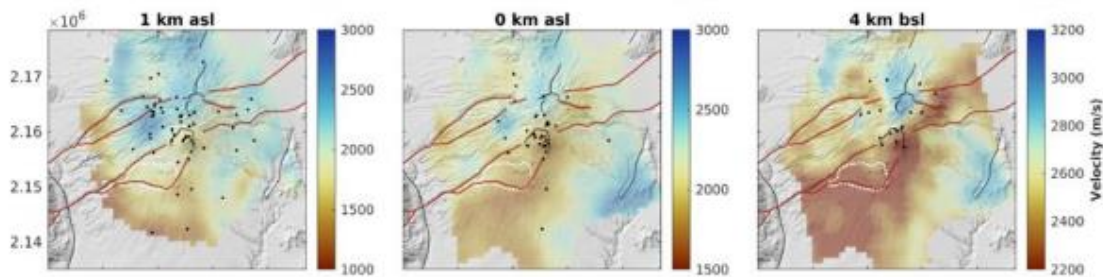 1 km asl 0 km asl 4 km bsl
2.17 2.16 2.15 2.14 ×10⁶
3000 2500 2000 1500 1000
3000 2500 2000 1500
3200 3000 2800 2600 2400 2200
Velocity (m/s)